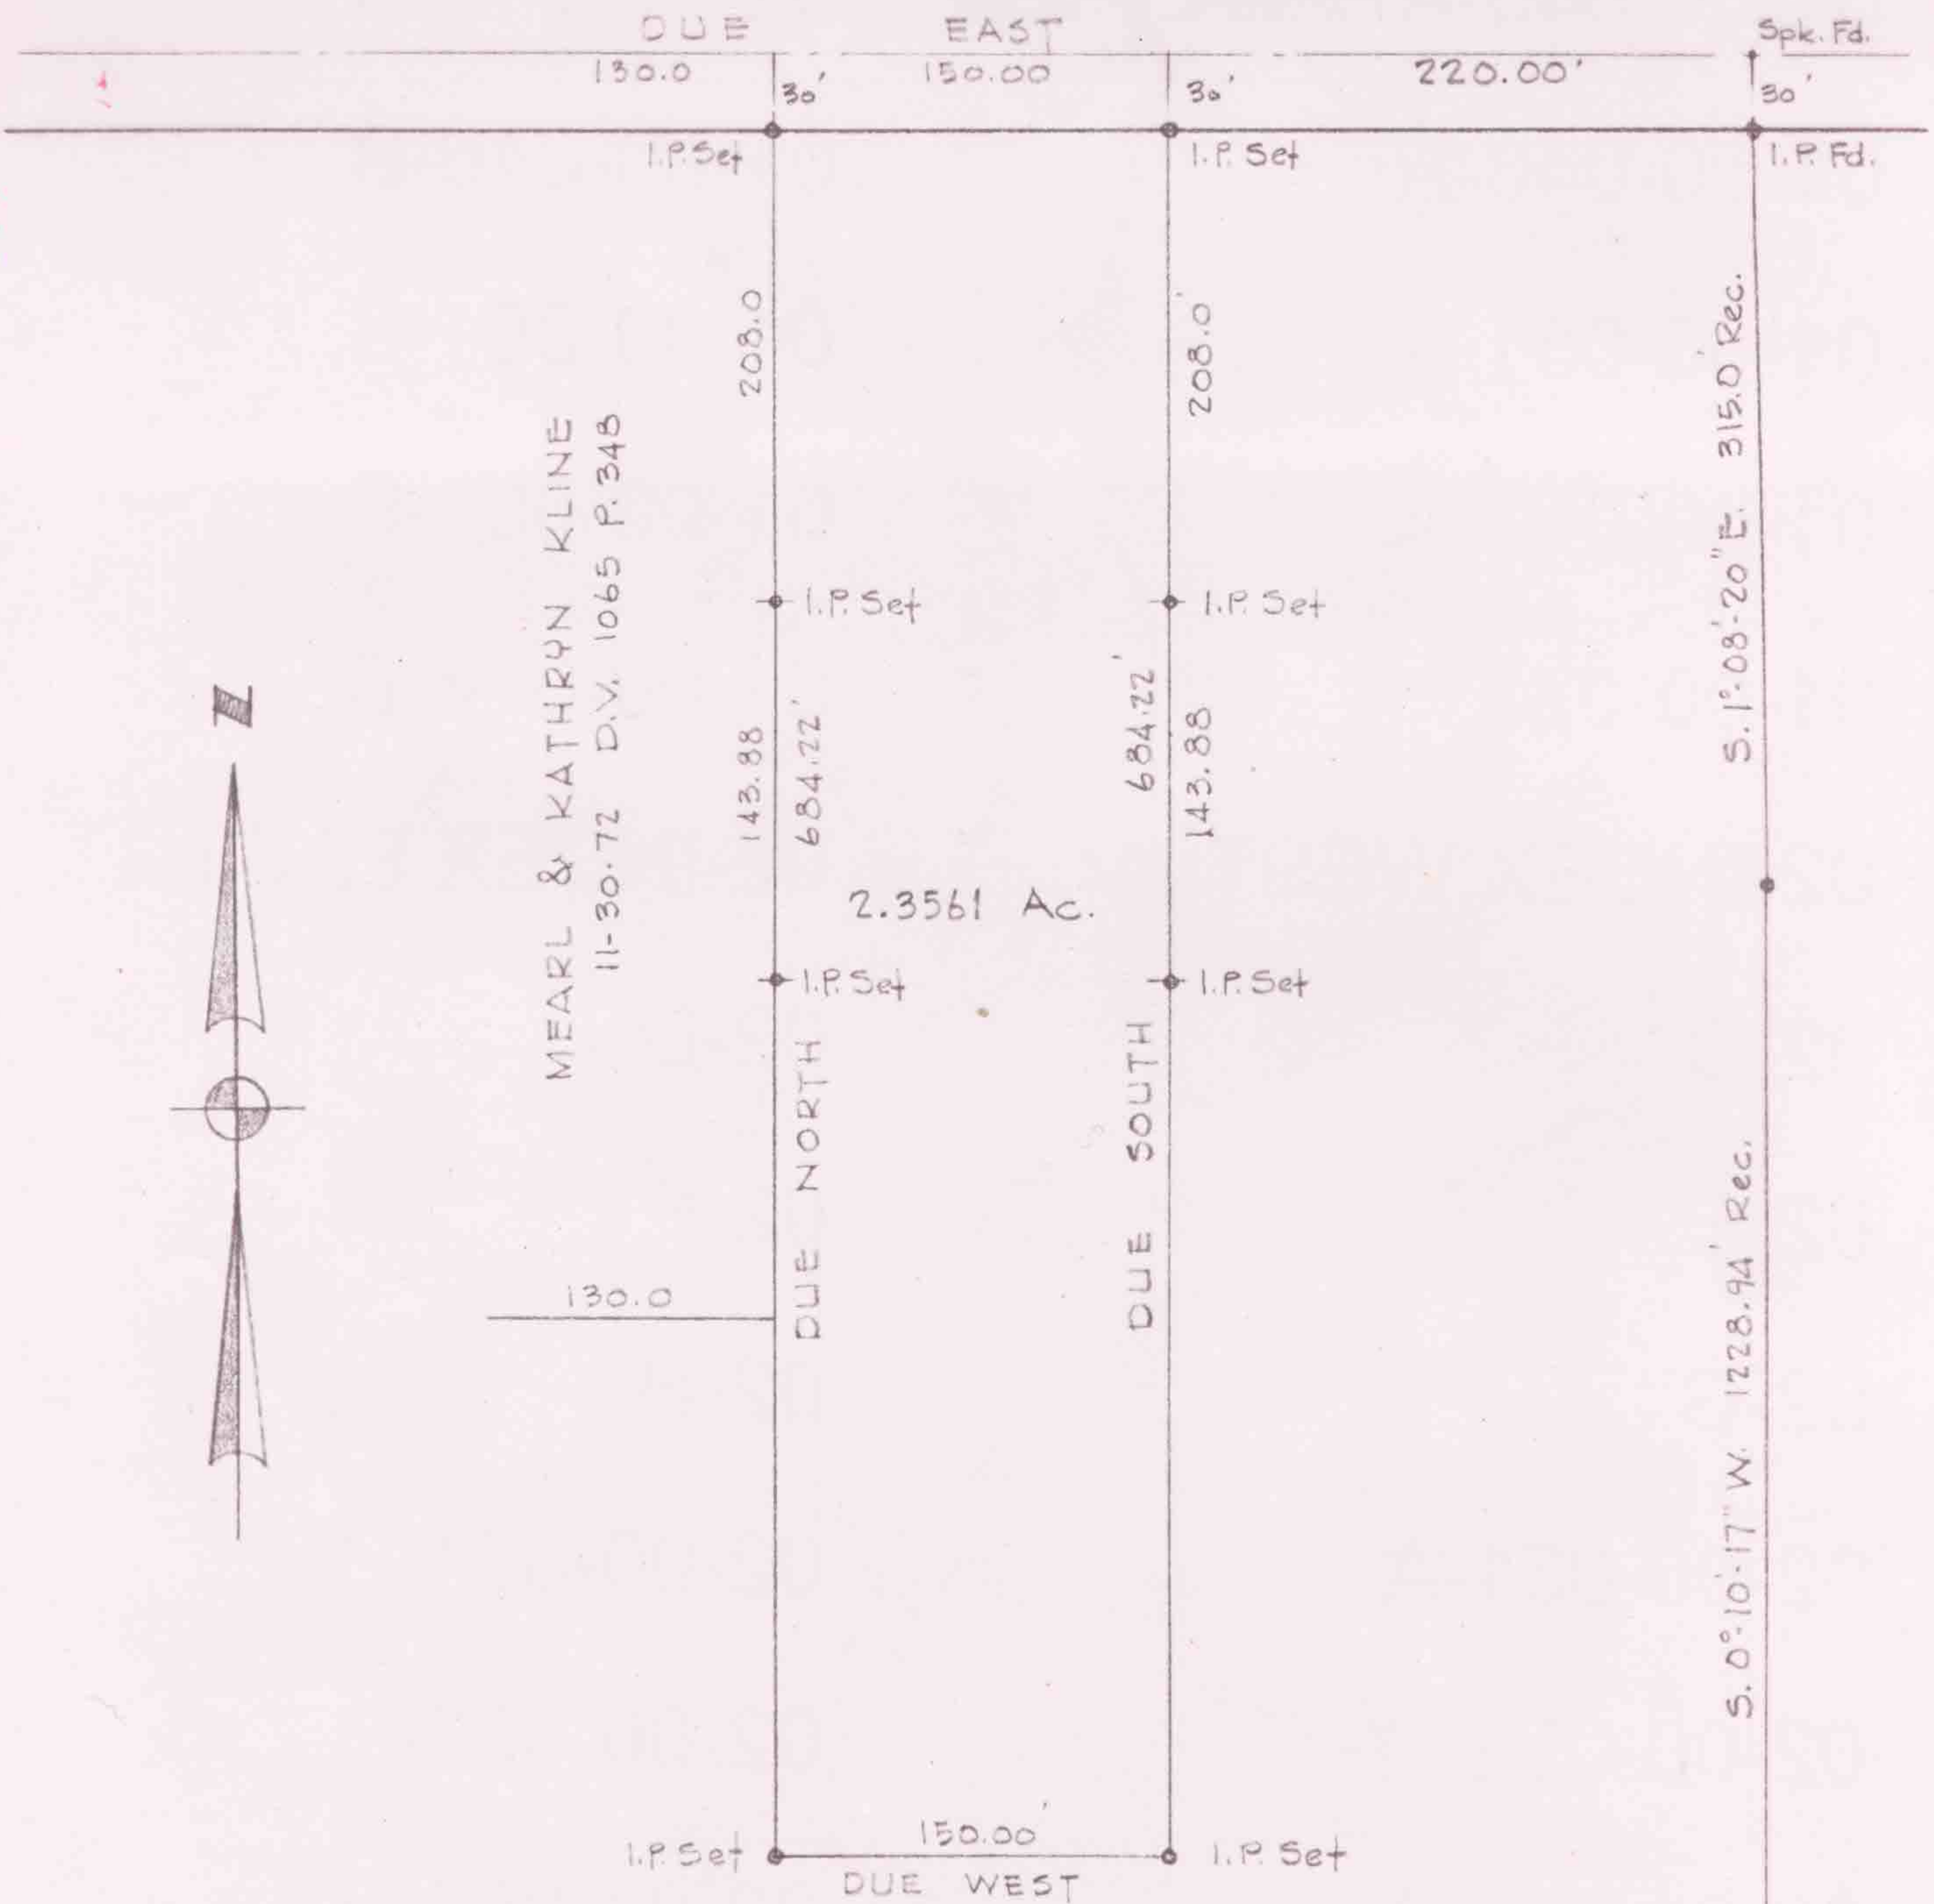 DUE EAST
Spk. Fd.
130.0
150.00
220.00'
30'
30'
30'
I.P. Set
I.P. Set
I.P. Fd.
208.0
208.0'
S. 1°-08'-20" E. 315.0' Rec.
MEARL & KATHRYN KLINE
11-30-72 D.V. 1065 P. 348
I.P. Set
I.P. Set
N
143.88
684.22'
684.22'
143.88
2.3561 Ac.
I.P. Set
I.P. Set
DUE NORTH
DUE SOUTH
130.0
S. 0°-10'-17" W. 1228.94' Rec.
I.P. Set
150.00'
I.P. Set
DUE WEST